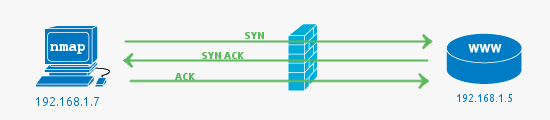 SYN
nmap
SYN ACK
WWW
ACK
192.168.1.7
192.168.1.5